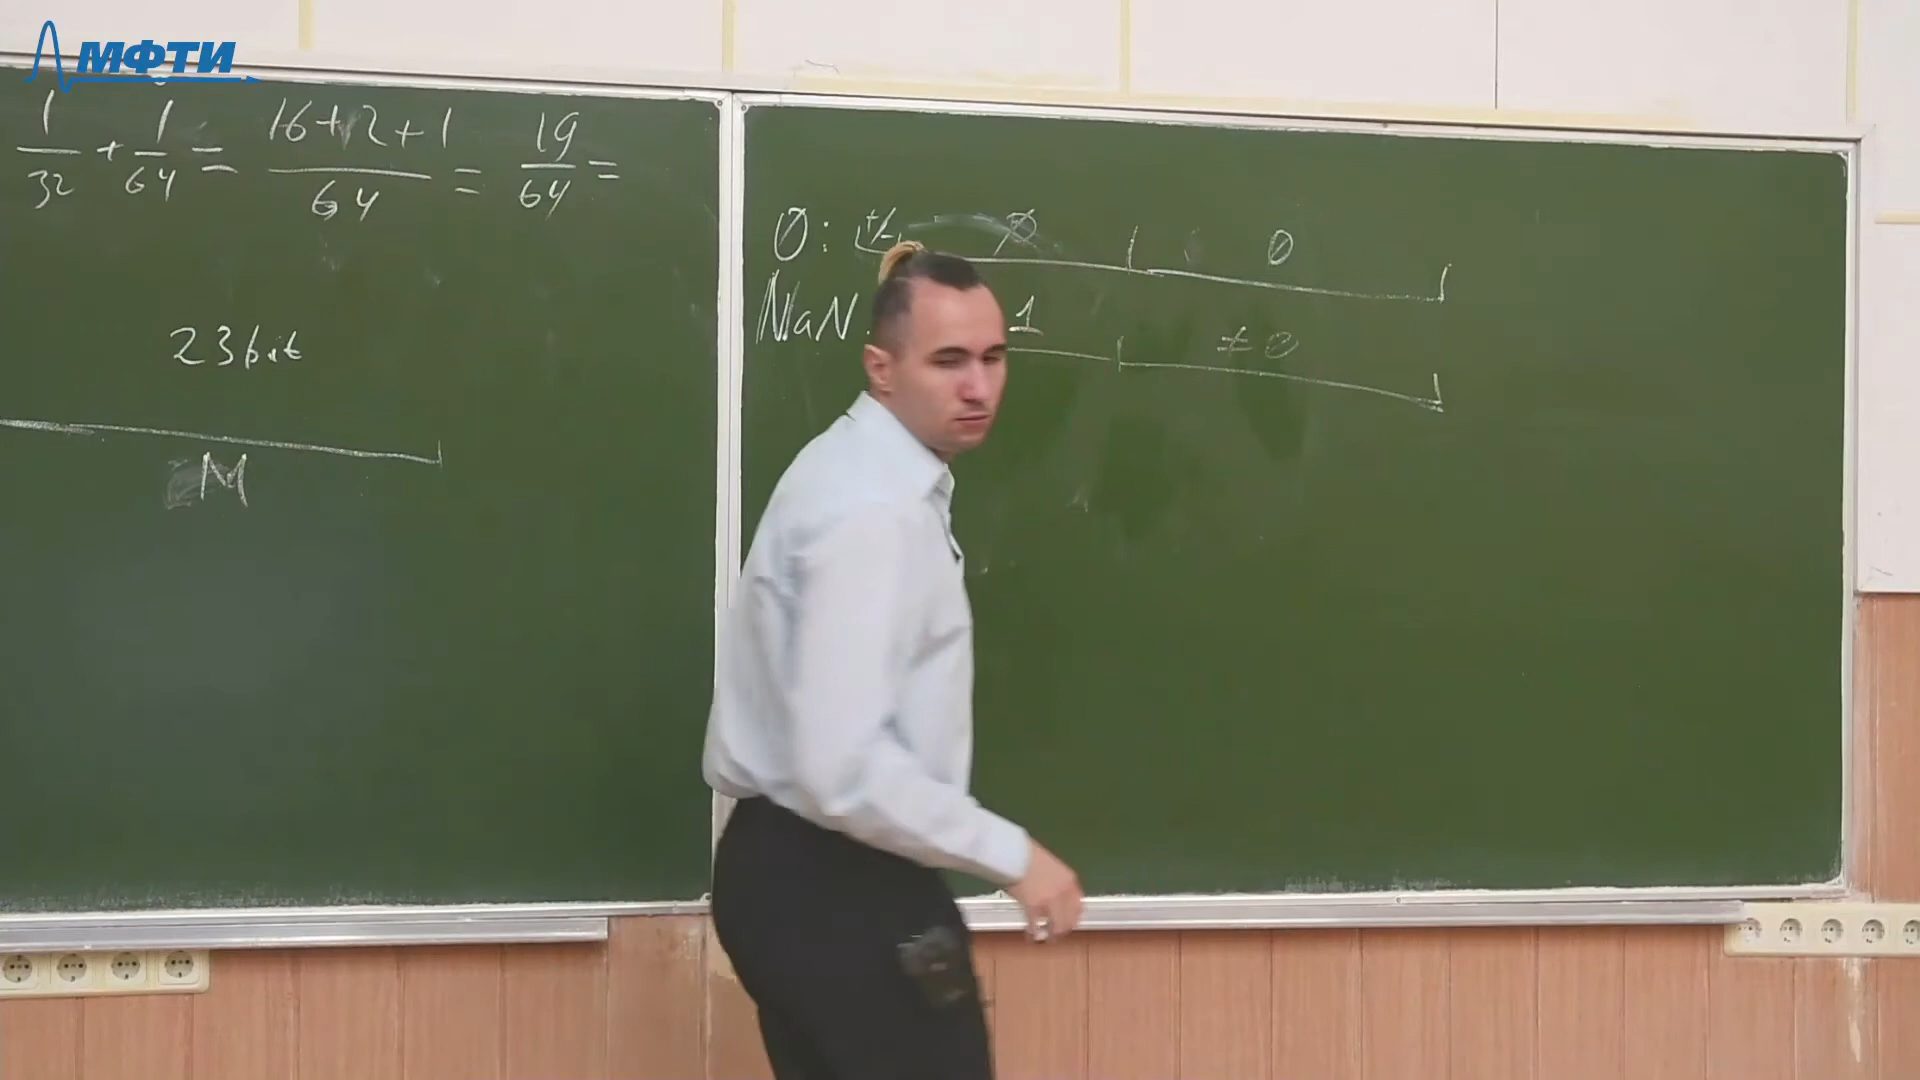 МФТИ
1/32 + 1/64 = 16+2+1/64 = 19/64 =
23bit
M
0: +/- 0 0
NaN 1 ≠0